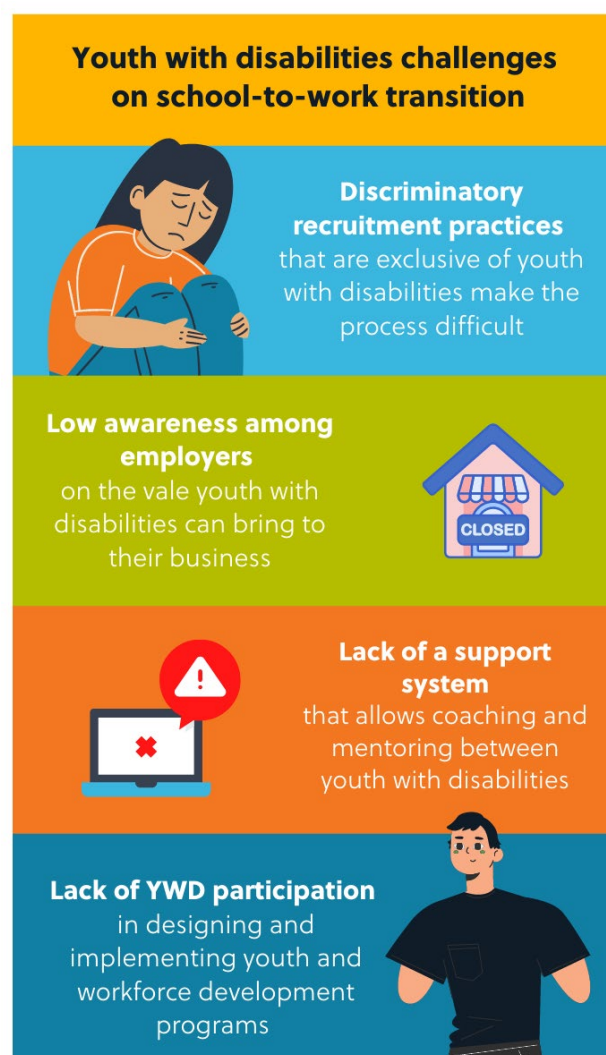 Youth with disabilities challenges
on school-to-work transition
Discriminatory
recruitment practices
that are exclusive of youth
with disabilities make the
process difficult
Low awareness among
employers
on the vale youth with
disabilities can bring to
their business
CLOSED
Lack of a support
system
that allows coaching and
mentoring between
youth with disabilities
Lack of YWD participation
in designing and
implementing youth and
workforce development
programs